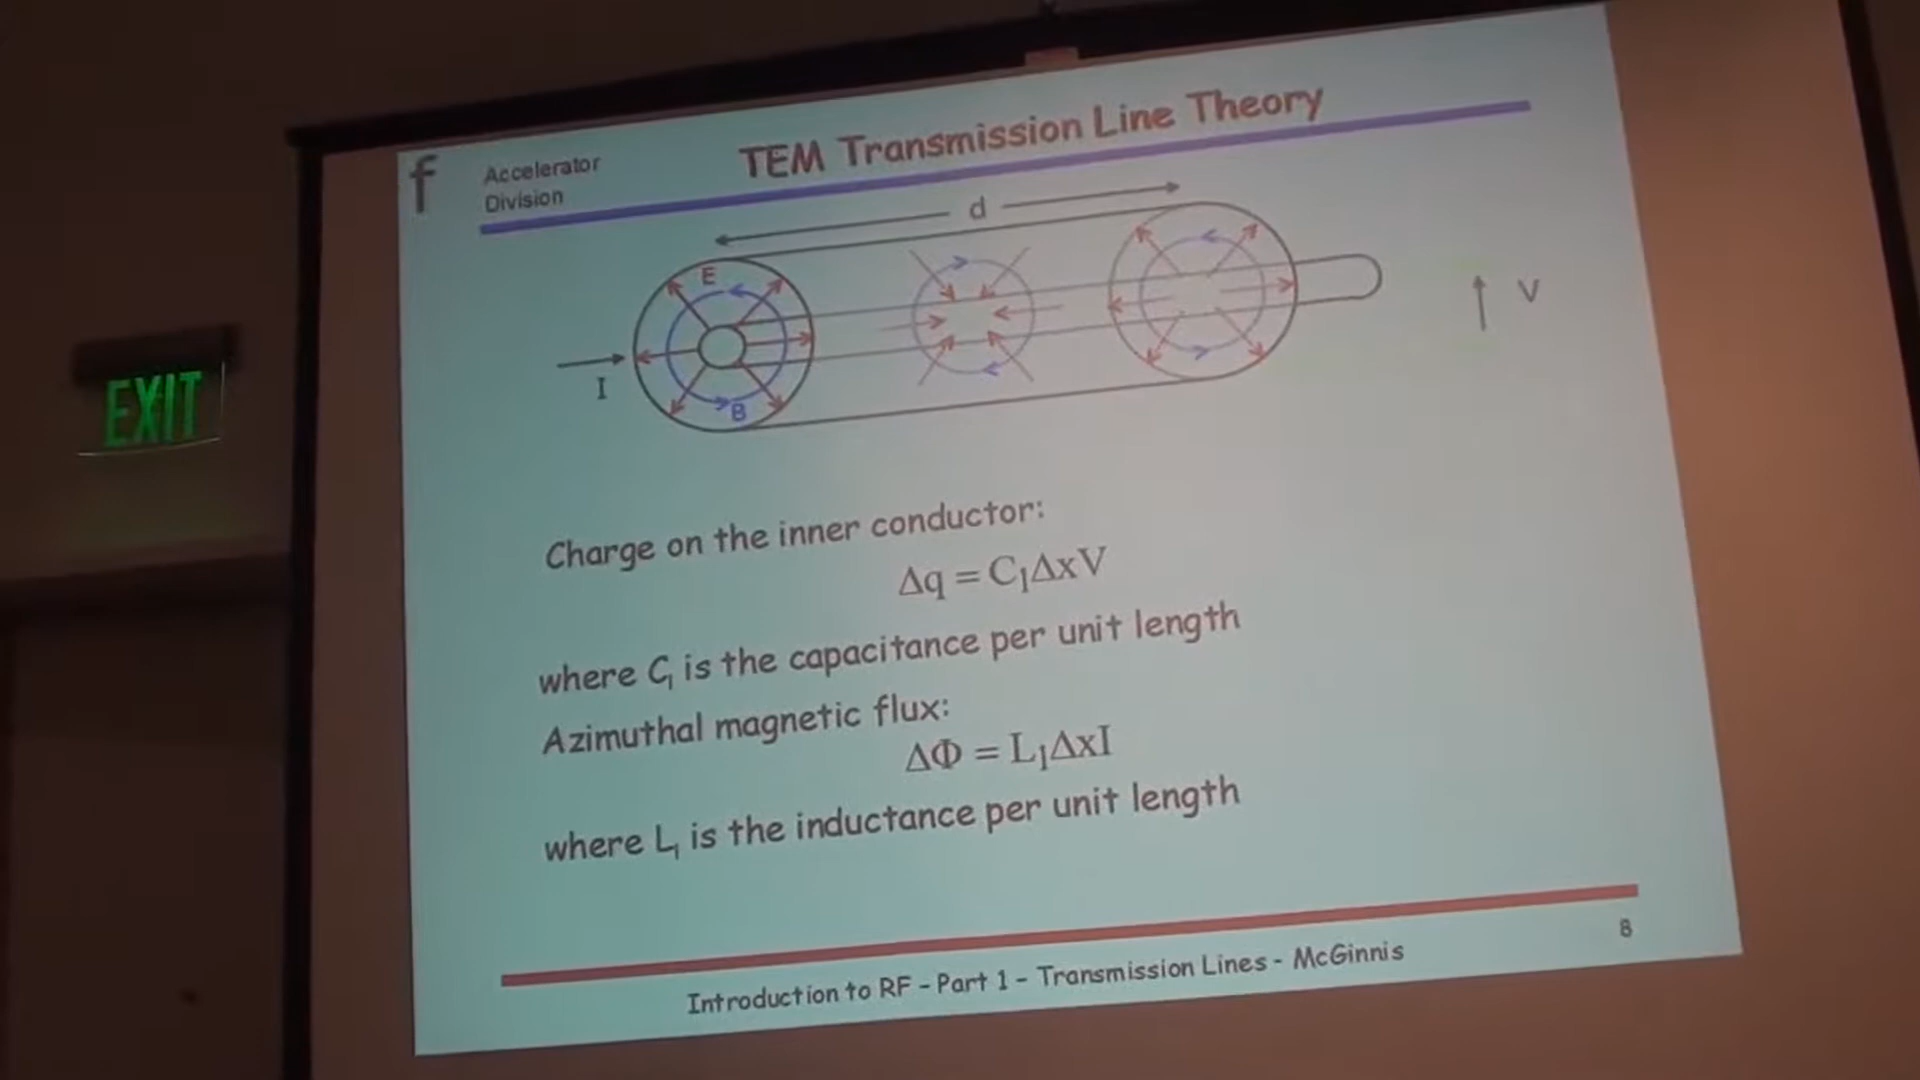 f
Accelerator
Division
TEM Transmission Line Theory
d
E
B
I
V
EXIT
Charge on the inner conductor:
Δq = C₁ΔxV
where C₁ is the capacitance per unit length
Azimuthal magnetic flux:
ΔΦ = L₁ΔxI
where L₁ is the inductance per unit length
8
Introduction to RF - Part 1 - Transmission Lines - McGinnis